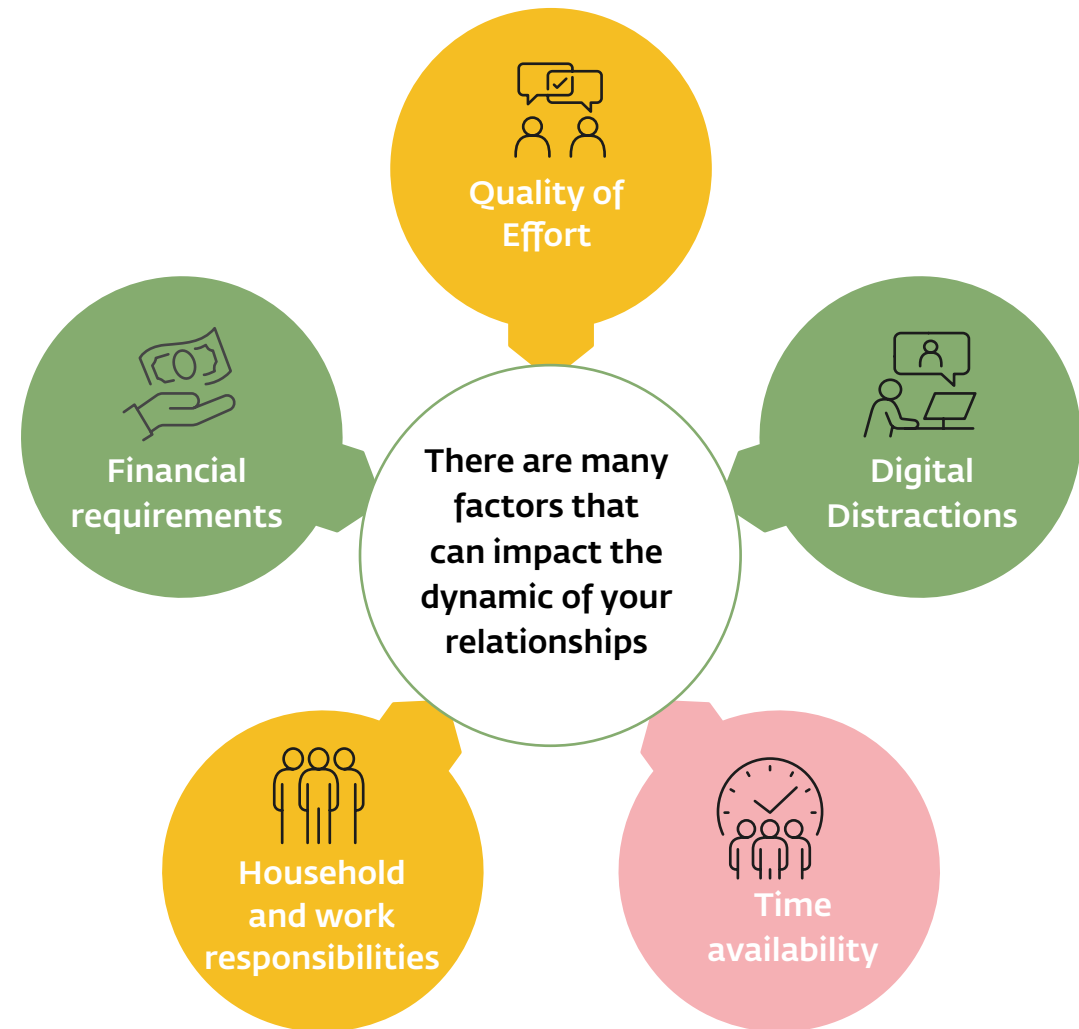 Quality of
Effort
Financial
requirements
Digital
Distractions
There are many
factors that
can impact the
dynamic of your
relationships
Household
and work
responsibilities
Time
availability